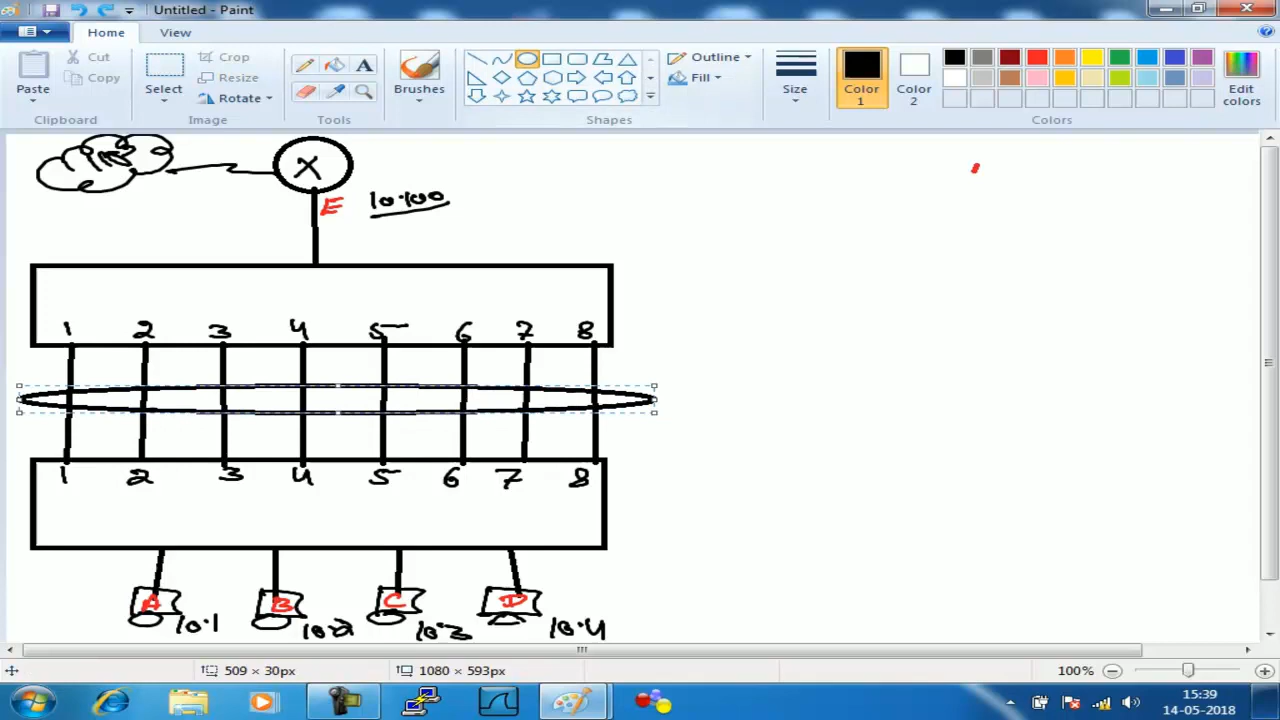 Untitled - Paint
Home View
Cut
Copy
Paste
Clipboard
Crop
Resize
Rotate
Select
Image
A
Tools
Brushes
Outline
Fill
Shapes
Size
Color 1
Color 2
Edit colors
Colors
X
E 10.100
1 2 3 4 5 6 7 8
1 2 3 4 5 6 7 8
A B C D
10.1 10.2 10.3 10.4
509 × 30px
1080 × 593px
100%
15:39
14-05-2018